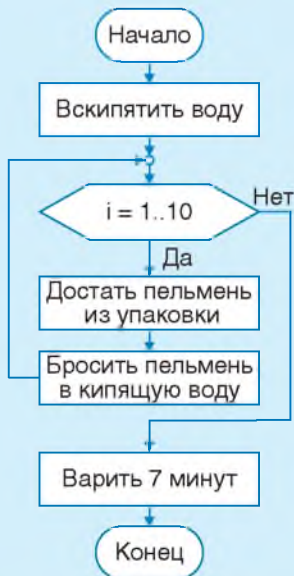 Начало
Вскипятить воду
i = 1..10
Нет
Да
Достать пельмень
из упаковки
Бросить пельмень
в кипящую воду
Варить 7 минут
Конец